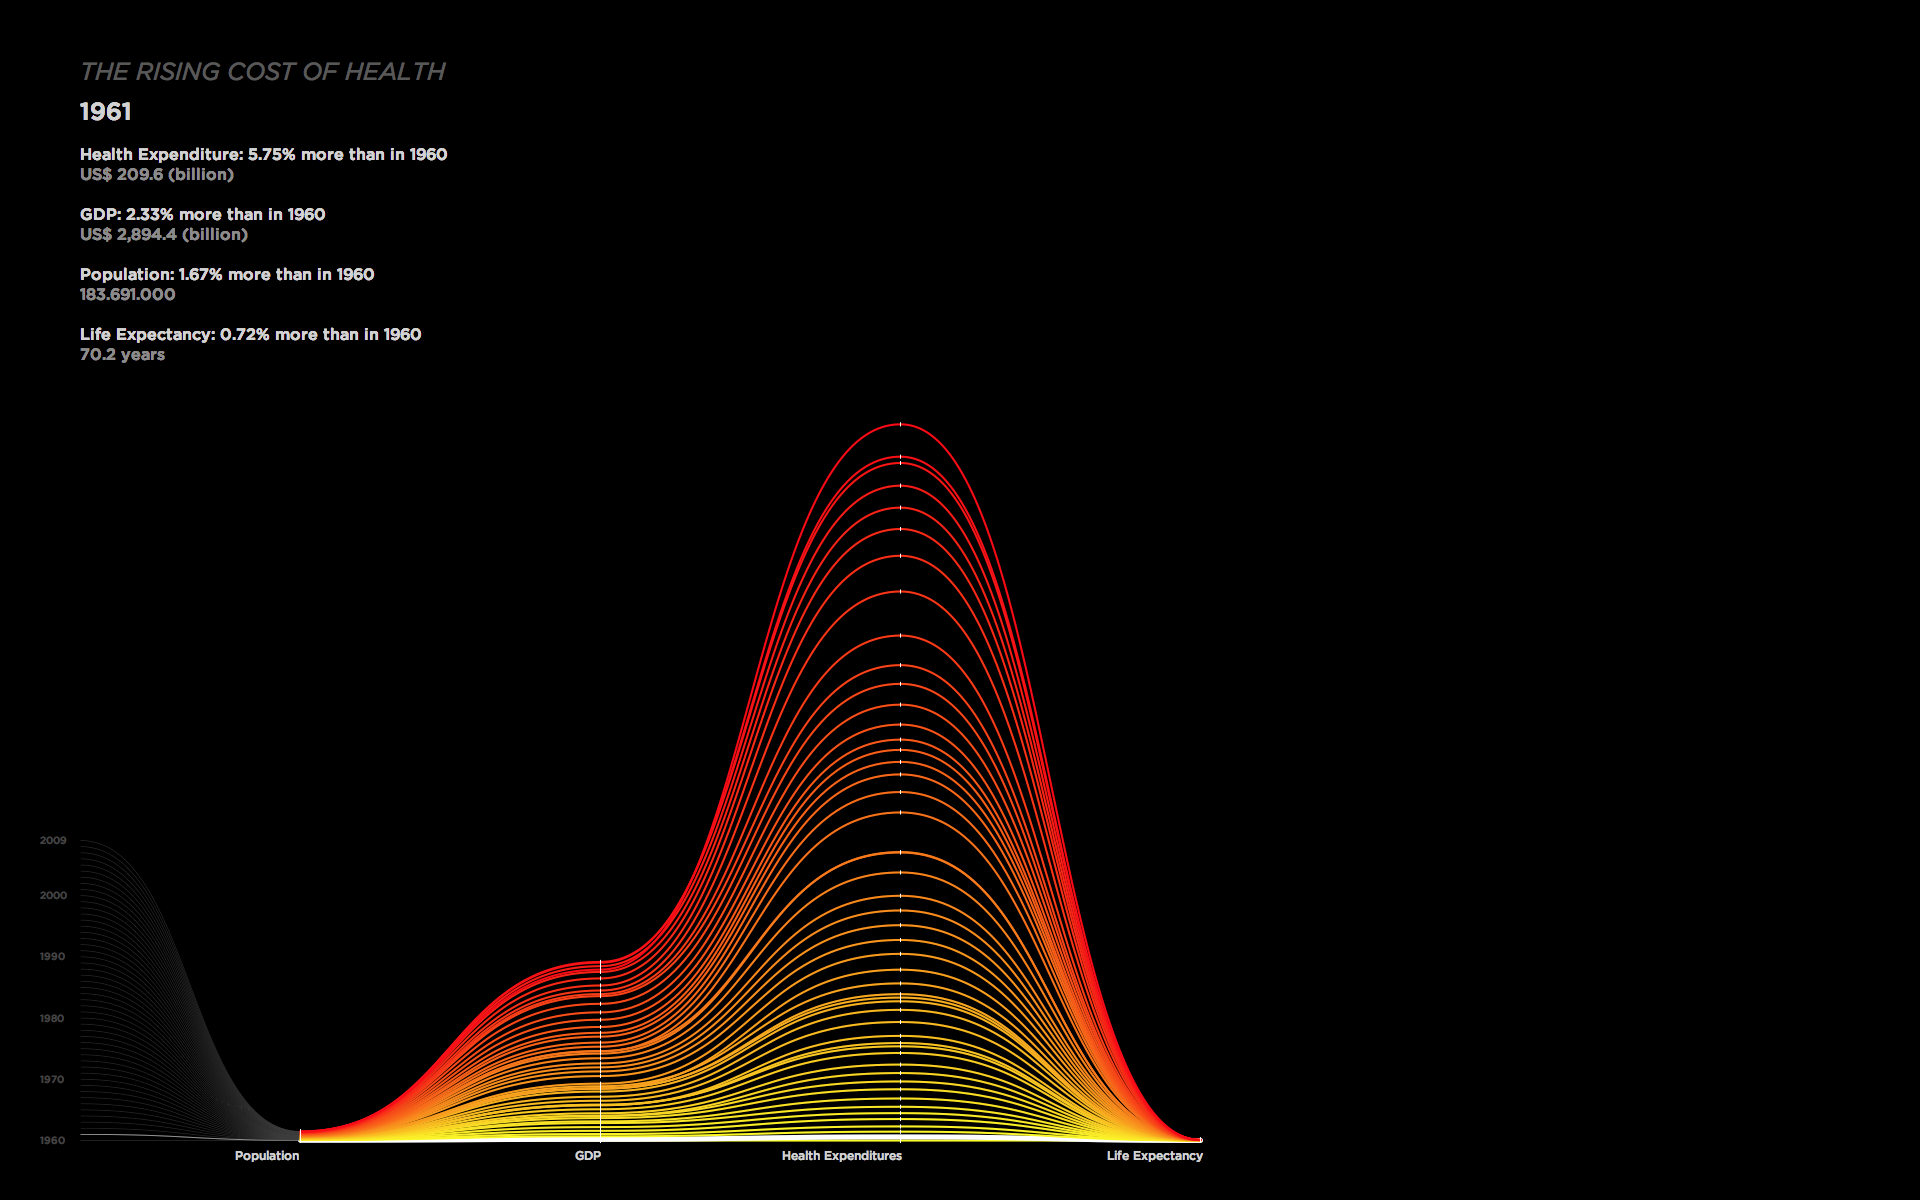 THE RISING COST OF HEALTH
1961
Health Expenditure: 5.75% more than in 1960
US$ 209.6 (billion)
GDP: 2.33% more than in 1960
US$ 2,894.4 (billion)
Population: 1.67% more than in 1960
183.691.000
Life Expectancy: 0.72% more than in 1960
70.2 years
2009
2000
1990
1980
1970
1960
Population GDP Health Expenditures Life Expectancy